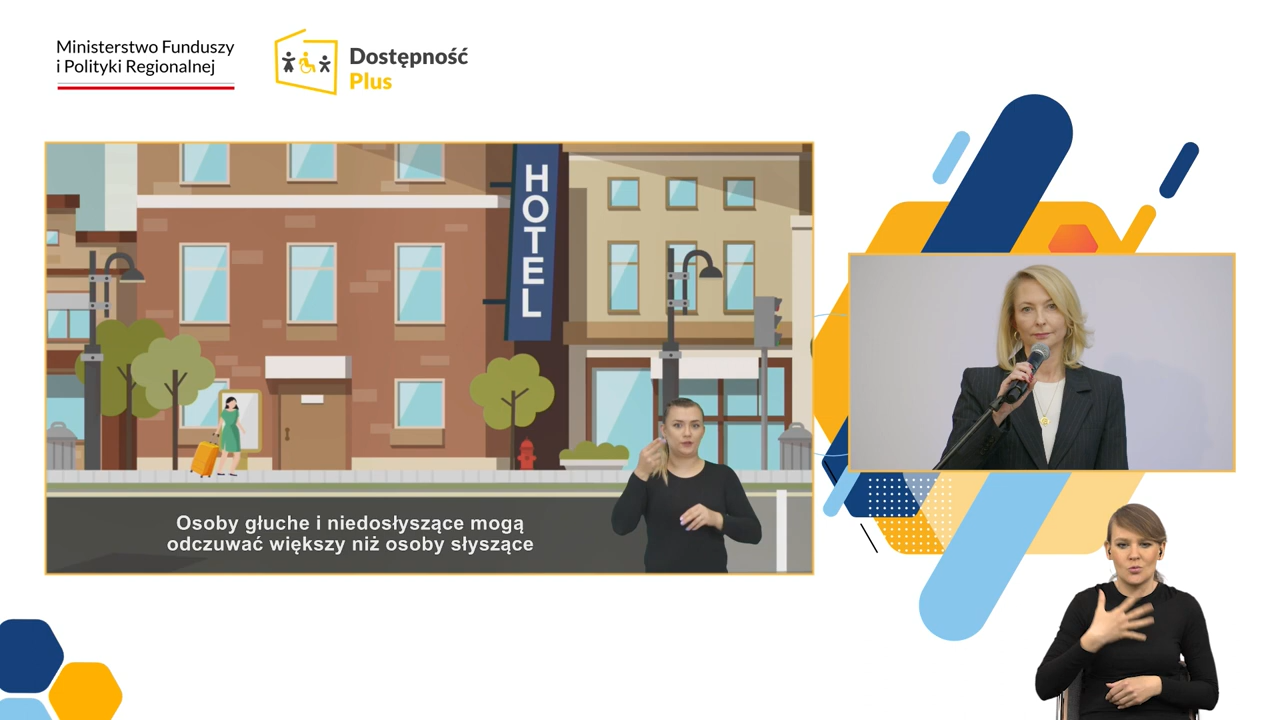 Ministerstwo Funduszy
i Polityki Regionalnej
Dostępność
Plus
HOTEL
Osoby głuche i niedosłyszące mogą
odczuwać większy niż osoby słyszące